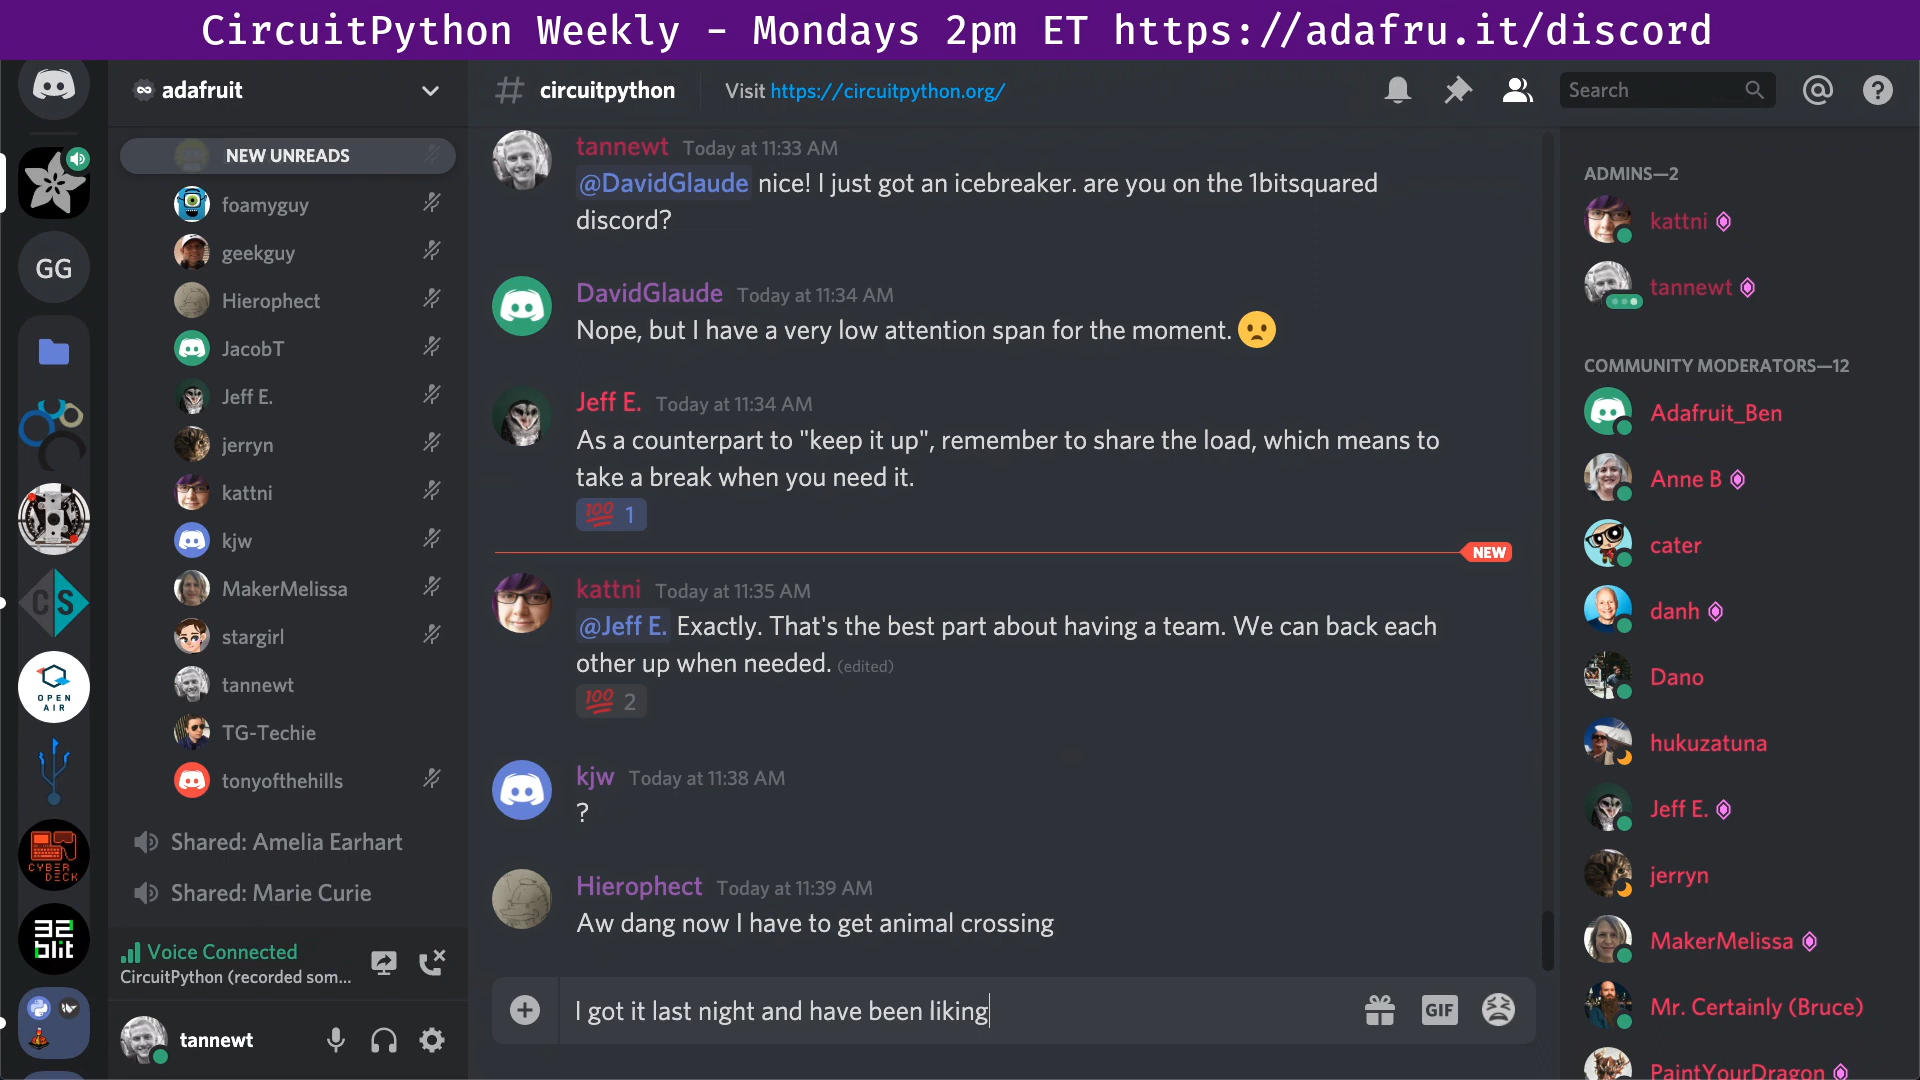 CircuitPython Weekly – Mondays 2pm ET https://adafru.it/discord
adafruit
# circuitpython
Visit https://circuitpython.org/
Search
NEW UNREADS
GG
foamyguy
geekguy
Hierophect
JacobT
Jeff E.
jerryn
kattni
kjw
MakerMelissa
stargirl
tannewt
TG-Techie
tonyofthehills
Shared: Amelia Earhart
Shared: Marie Curie
CS
OPEN
AIR
CYBER
DECK
32
blit
Voice Connected
CircuitPython (recorded som...
tannewt
tannewt Today at 11:33 AM
@DavidGlaude nice! I just got an icebreaker. are you on the 1bitsquared
discord?
DavidGlaude Today at 11:34 AM
Nope, but I have a very low attention span for the moment.
Jeff E. Today at 11:34 AM
As a counterpart to "keep it up", remember to share the load, which means to
take a break when you need it.
100 1
NEW
kattni Today at 11:35 AM
@Jeff E. Exactly. That's the best part about having a team. We can back each
other up when needed. (edited)
100 2
kjw Today at 11:38 AM
?
Hierophect Today at 11:39 AM
Aw dang now I have to get animal crossing
I got it last night and have been liking
GIF
ADMINS—2
kattni
tannewt
COMMUNITY MODERATORS—12
Adafruit_Ben
Anne B
cater
danh
Dano
hukuzatuna
Jeff E.
jerryn
MakerMelissa
Mr. Certainly (Bruce)
PaintYourDragon